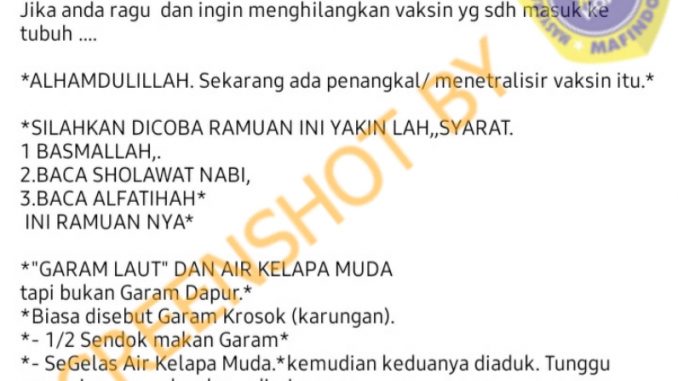 Jika anda ragu  dan ingin menghilangkan vaksin yg sdh masuk ke
tubuh ....
*ALHAMDULILLAH. Sekarang ada penangkal/ menetralisir vaksin itu.*
*SILAHKAN DICOBA RAMUAN INI YAKIN LAH,,SYARAT.
1 BASMALLAH,.
2.BACA SHOLAWAT NABI,
3.BACA ALFATIHAH*
INI RAMUAN NYA*
*"GARAM LAUT" DAN AIR KELAPA MUDA
tapi bukan Garam Dapur.*
*Biasa disebut Garam Krosok (karungan).
*- 1/2 Sendok makan Garam*
*- SeGelas Air Kelapa Muda.*kemudian keduanya diaduk. Tunggu
SCREENSHOT BY
MAFINDO